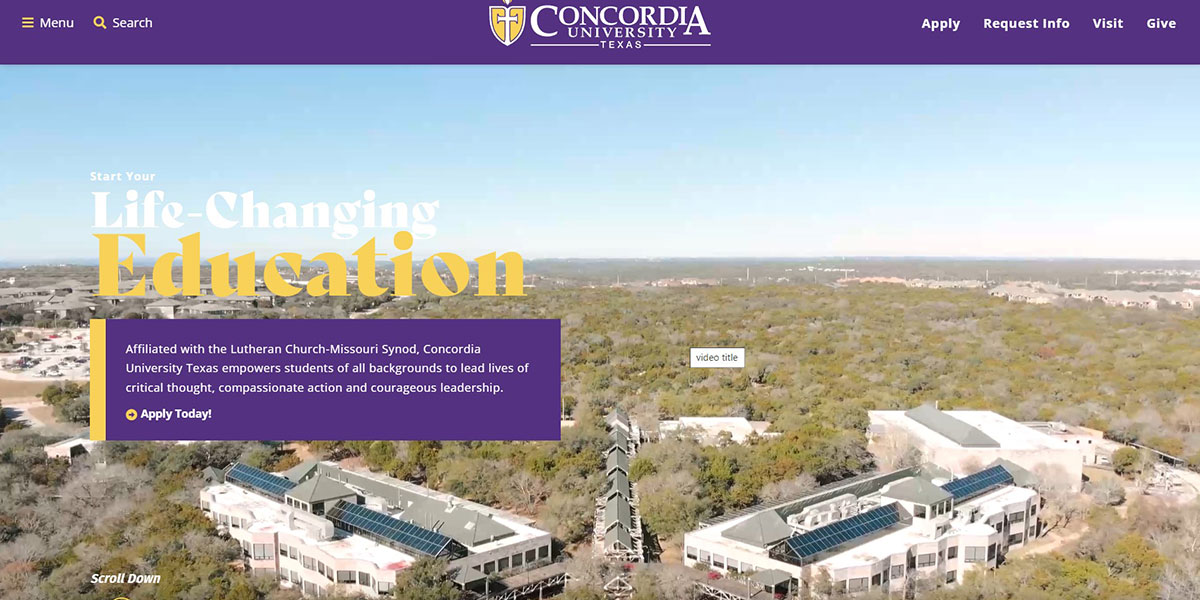 Menu
Search
CONCORDIA
UNIVERSITY
TEXAS
Apply
Request Info
Visit
Give
Start Your
Life-Changing
Education
Affiliated with the Lutheran Church-Missouri Synod, Concordia
University Texas empowers students of all backgrounds to lead lives of
critical thought, compassionate action and courageous leadership.
Apply Today!
video title
Scroll Down